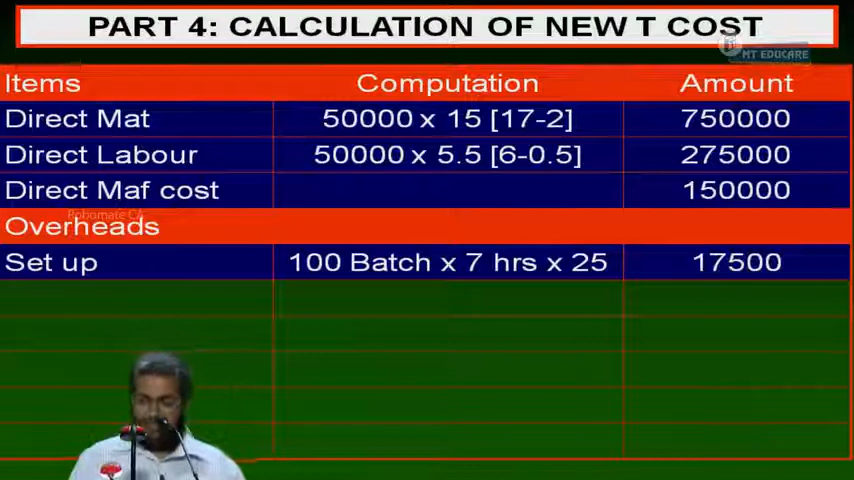 PART 4: CALCULATION OF NEW T COST
MT EDUCARE
Items Computation Amount
Direct Mat 50000 x 15 [17-2] 750000
Direct Labour 50000 x 5.5 [6-0.5] 275000
Direct Maf cost 150000
Robomate CA
Overheads
Set up 100 Batch x 7 hrs x 25 17500